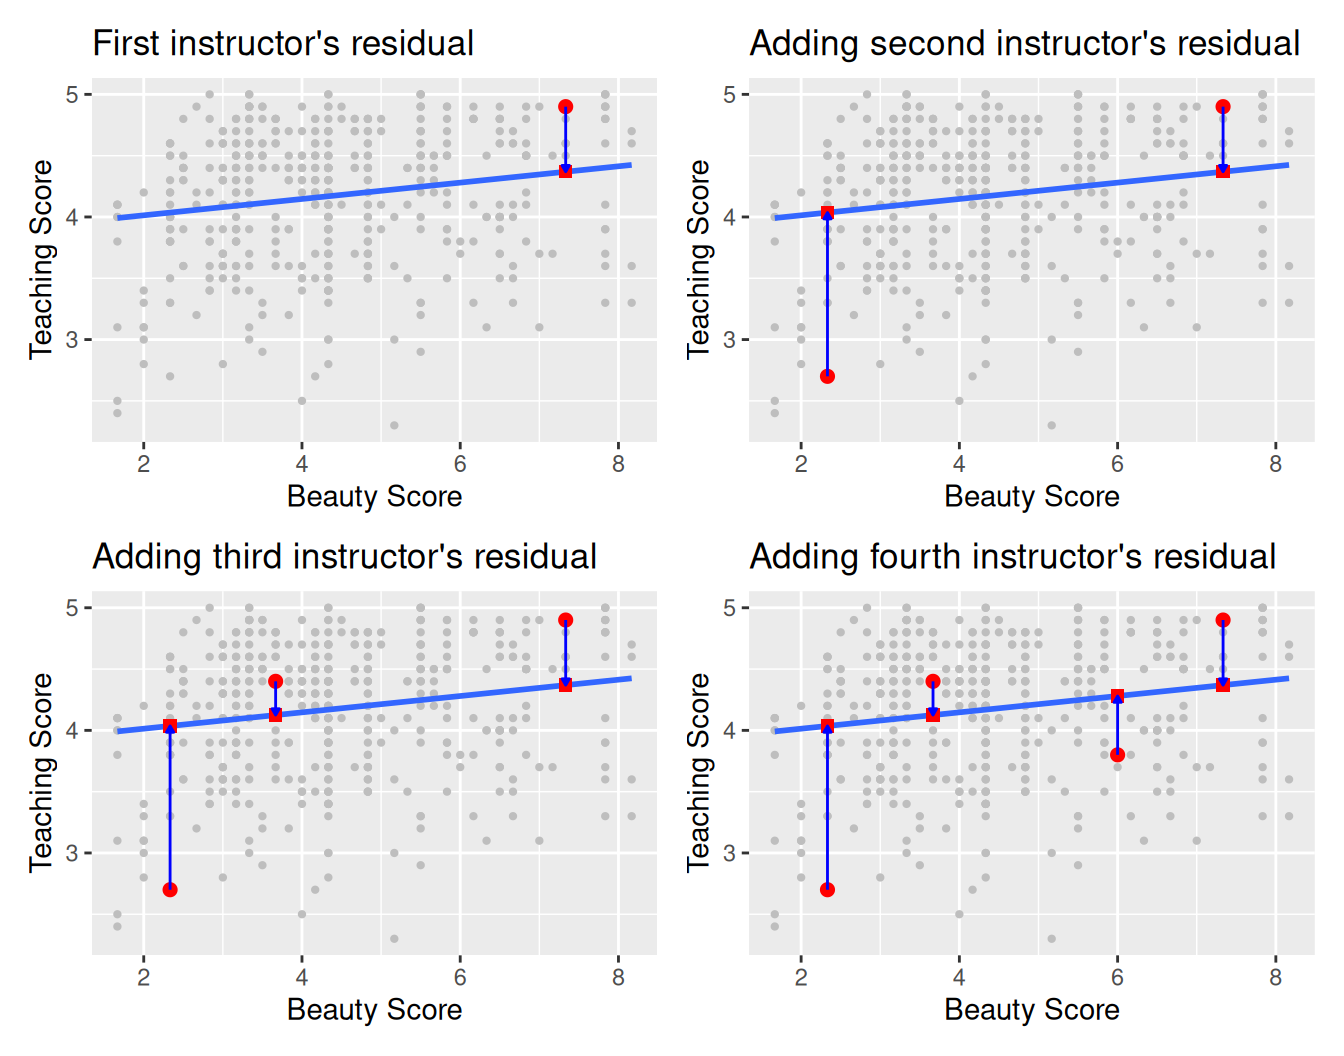 First instructor's residual
Adding second instructor's residual
5
4
3
Teaching Score
2 4 6 8
Beauty Score
5
4
3
Teaching Score
2 4 6 8
Beauty Score
Adding third instructor's residual
Adding fourth instructor's residual
5
4
3
Teaching Score
2 4 6 8
Beauty Score
5
4
3
Teaching Score
2 4 6 8
Beauty Score